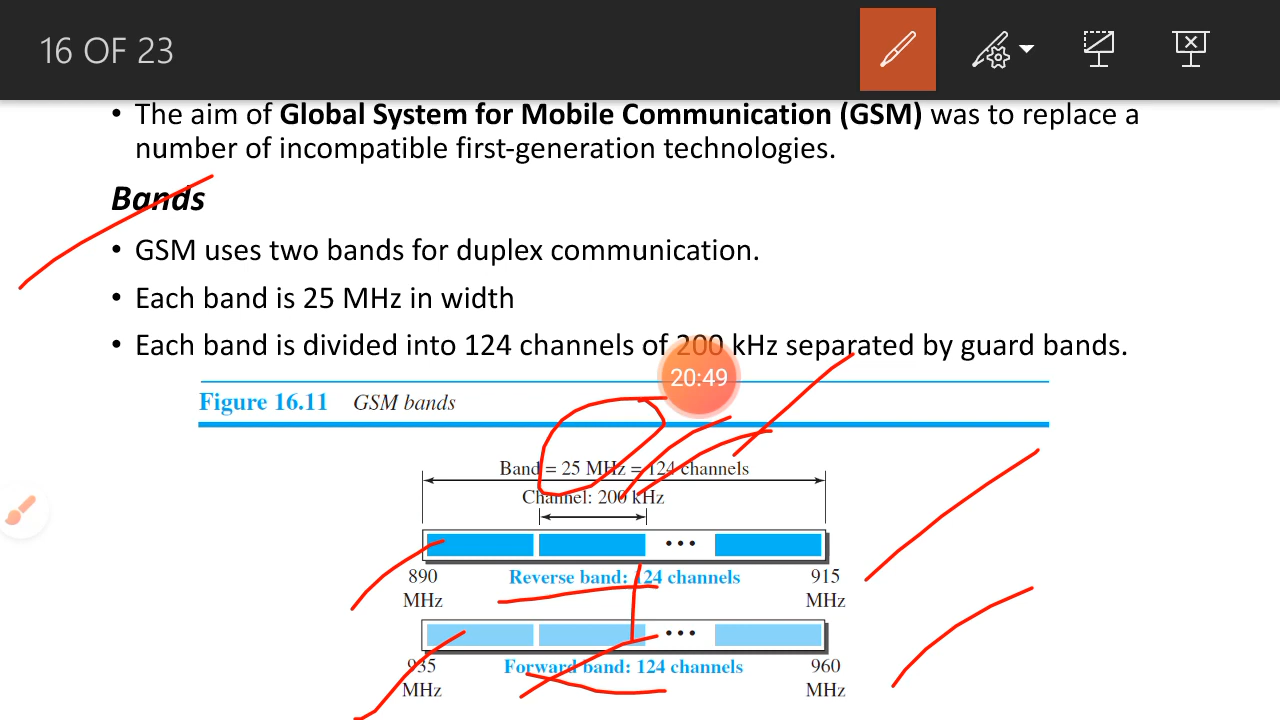 16 OF 23
• The aim of Global System for Mobile Communication (GSM) was to replace a
number of incompatible first-generation technologies.
Bands
• GSM uses two bands for duplex communication.
• Each band is 25 MHz in width
• Each band is divided into 124 channels of 200 kHz separated by guard bands.
20:49
Figure 16.11 GSM bands
Band = 25 MHz = 124 channels
Channel: 200 kHz
890 MHz
Reverse band: 124 channels
915 MHz
935 MHz
Forward band: 124 channels
960 MHz